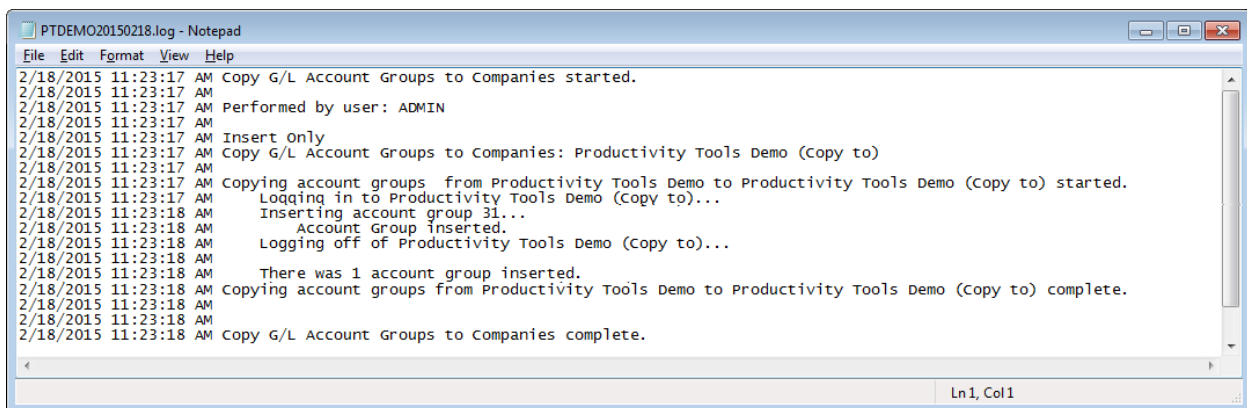 PTDEMO20150218.log - Notepad
File Edit Format View Help
2/18/2015 11:23:17 AM Copy G/L Account Groups to Companies started.
2/18/2015 11:23:17 AM
2/18/2015 11:23:17 AM Performed by user: ADMIN
2/18/2015 11:23:17 AM
2/18/2015 11:23:17 AM Insert Only
2/18/2015 11:23:17 AM Copy G/L Account Groups to Companies: Productivity Tools Demo (Copy to)
2/18/2015 11:23:17 AM
2/18/2015 11:23:17 AM Copying account groups  from Productivity Tools Demo to Productivity Tools Demo (Copy to) started.
2/18/2015 11:23:17 AM     Logging in to Productivity Tools Demo (Copy to)...
2/18/2015 11:23:18 AM     Inserting account group 31...
2/18/2015 11:23:18 AM         Account Group inserted.
2/18/2015 11:23:18 AM     Logging off of Productivity Tools Demo (Copy to)...
2/18/2015 11:23:18 AM
2/18/2015 11:23:18 AM     There was 1 account group inserted.
2/18/2015 11:23:18 AM Copying account groups from Productivity Tools Demo to Productivity Tools Demo (Copy to) complete.
2/18/2015 11:23:18 AM
2/18/2015 11:23:18 AM
2/18/2015 11:23:18 AM Copy G/L Account Groups to Companies complete.
Ln 1, Col 1